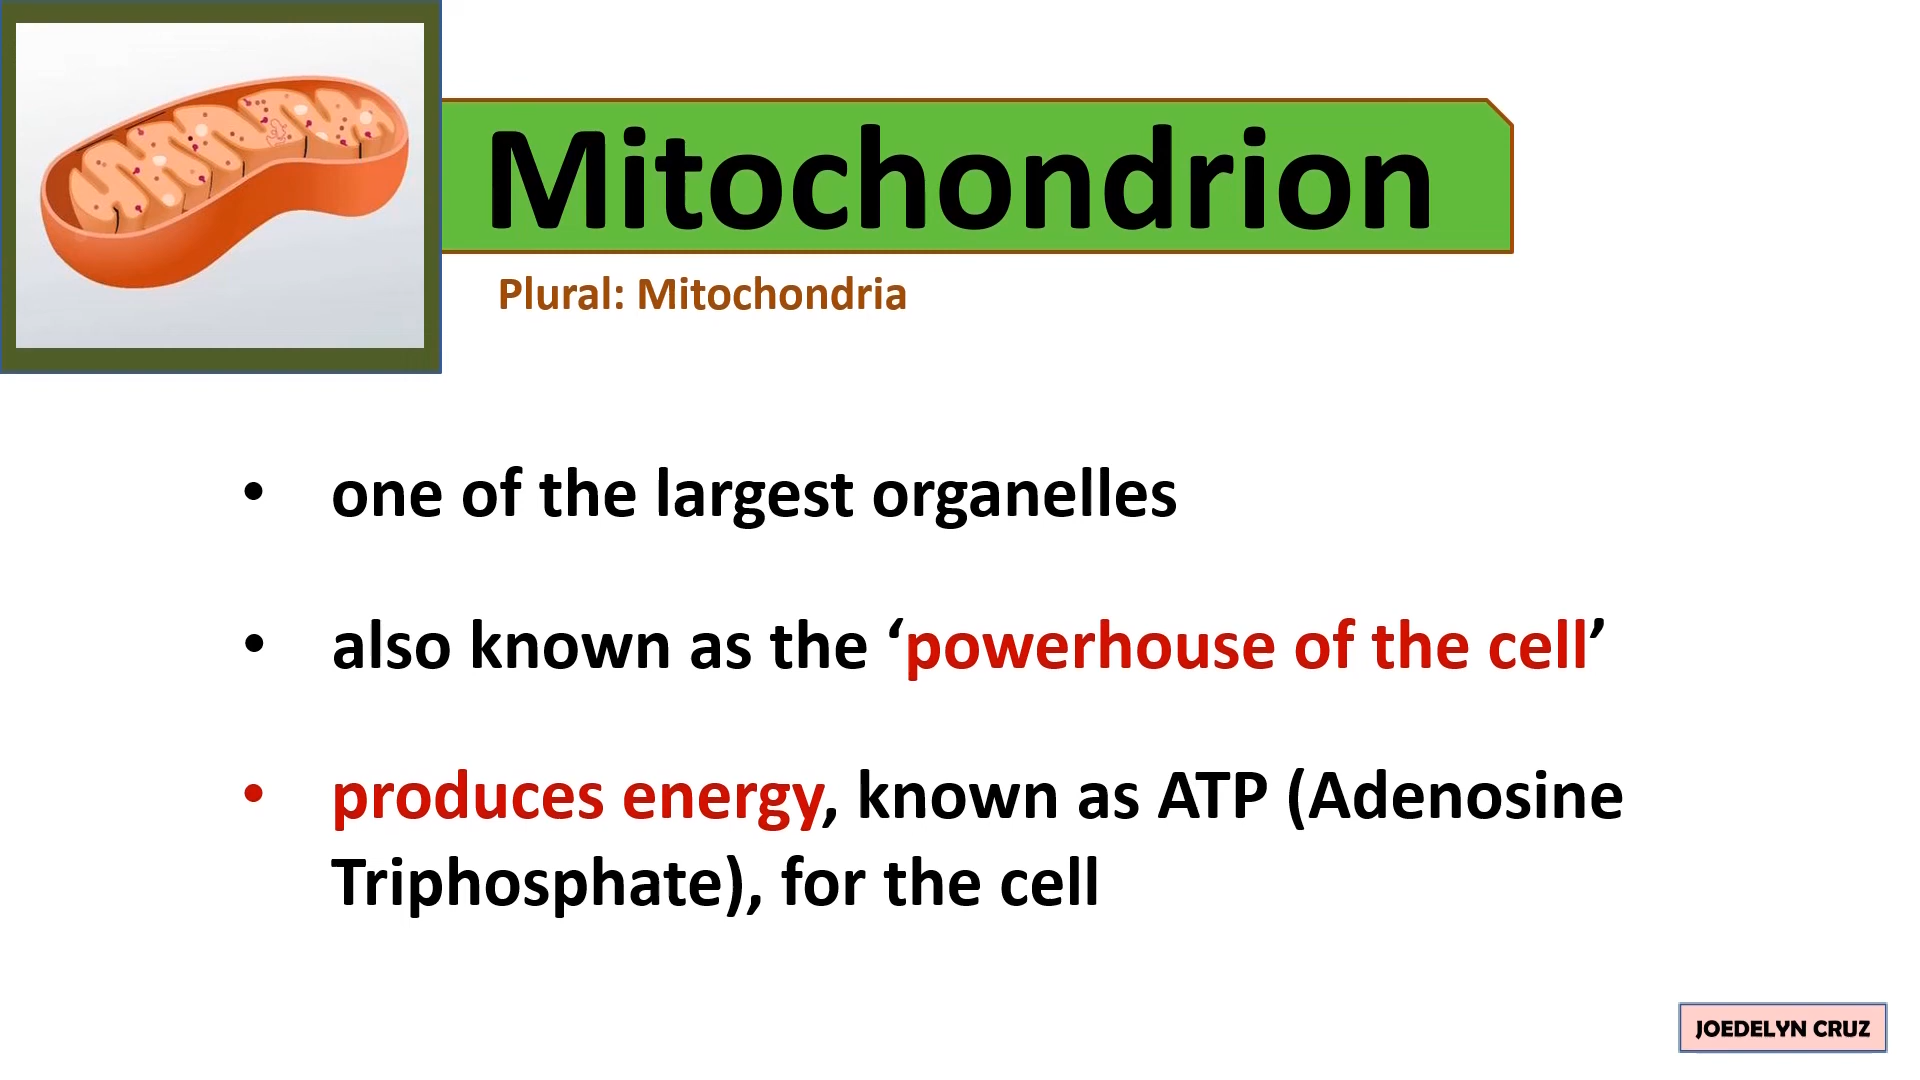 Mitochondrion
Plural: Mitochondria
• one of the largest organelles
• also known as the ‘powerhouse of the cell’
• produces energy, known as ATP (Adenosine
Triphosphate), for the cell
JOEDELYN CRUZ